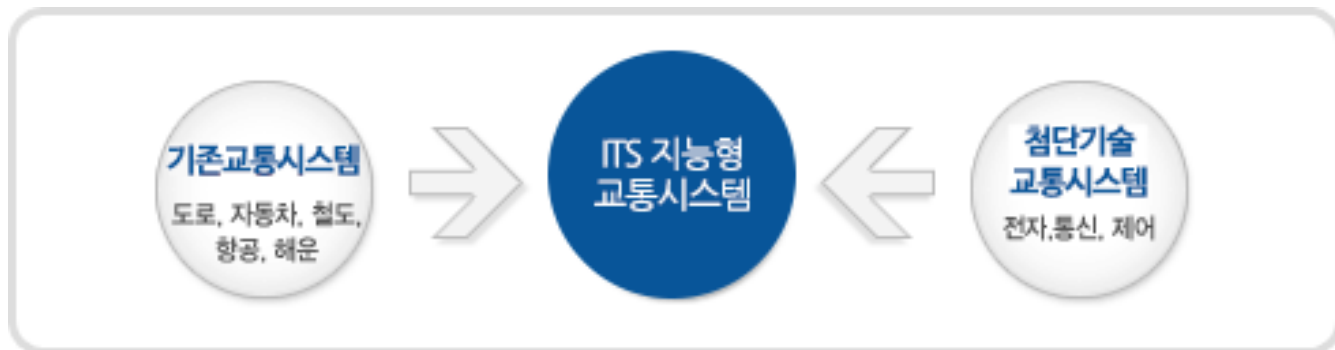 기존교통시스템
도로, 자동차, 철도,
항공, 해운
ITS 지능형
교통시스템
첨단기술
교통시스템
전자,통신, 제어